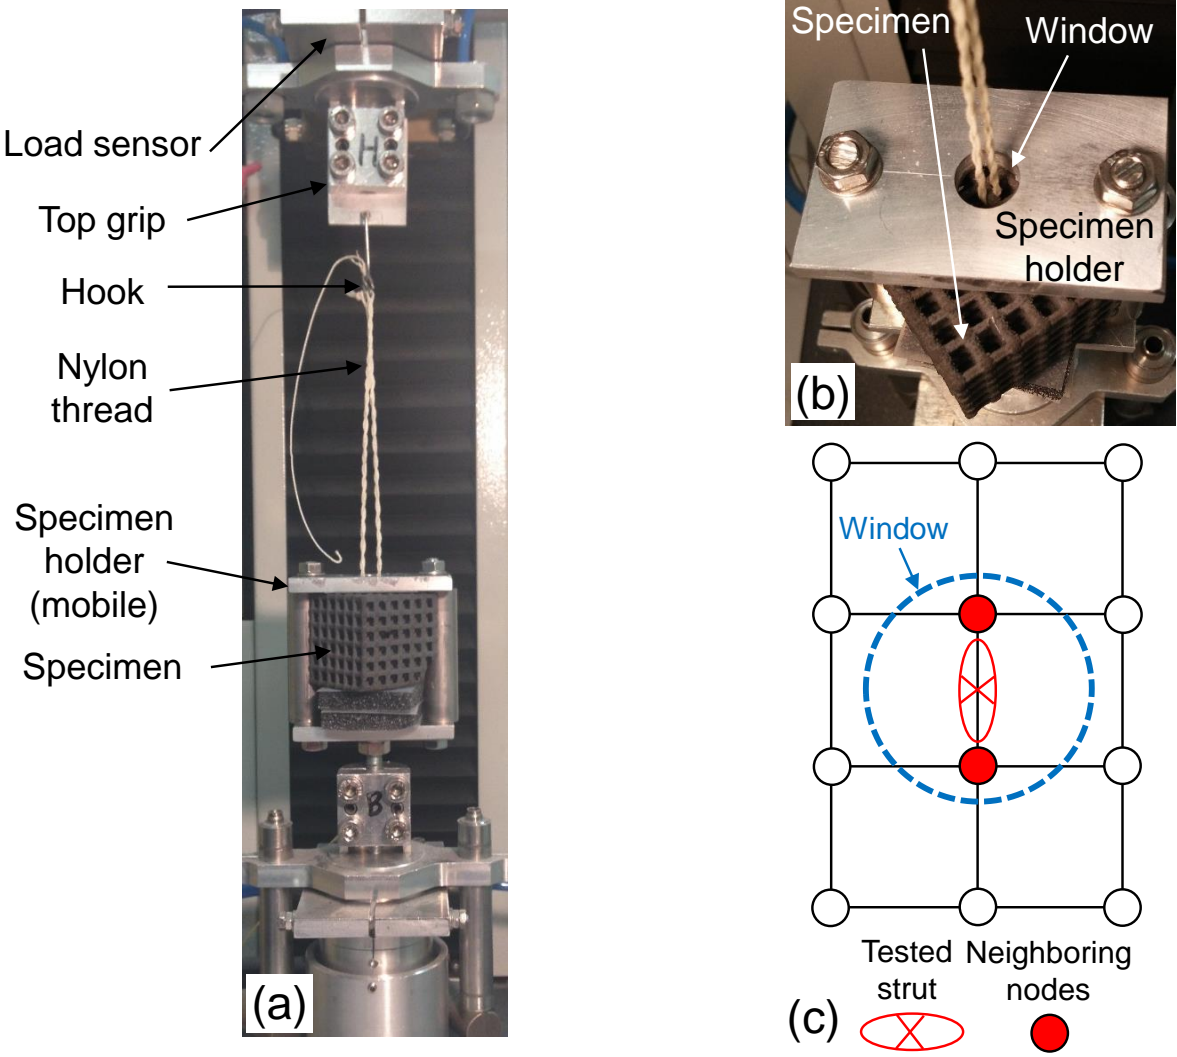 Load sensor
Top grip
Hook
Nylon
thread
Specimen
holder
(mobile)
Specimen
H
B
(a)
Specimen
Window
Specimen
holder
(b)
Window
Tested
strut
Neighboring
nodes
(c)